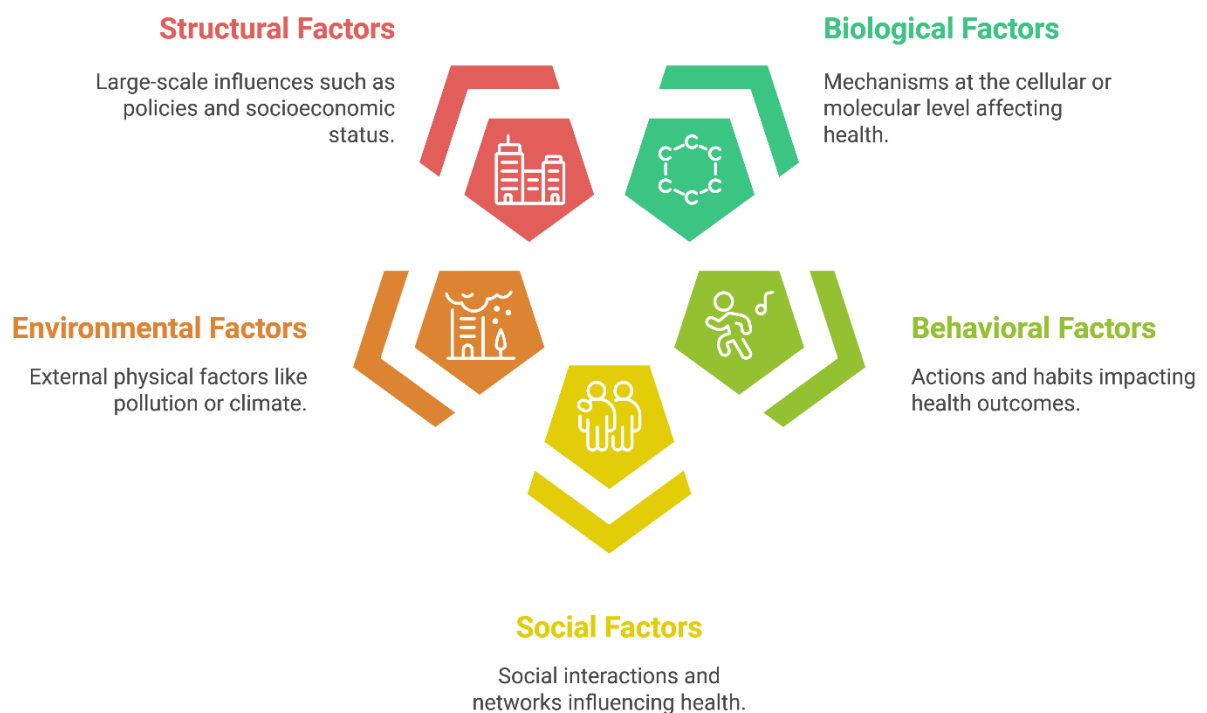 Structural Factors
Large-scale influences such as
policies and socioeconomic
status.
Biological Factors
Mechanisms at the cellular or
molecular level affecting
health.
C
C
C
C
C
C
Environmental Factors
External physical factors like
pollution or climate.
Behavioral Factors
Actions and habits impacting
health outcomes.
Social Factors
Social interactions and
networks influencing health.